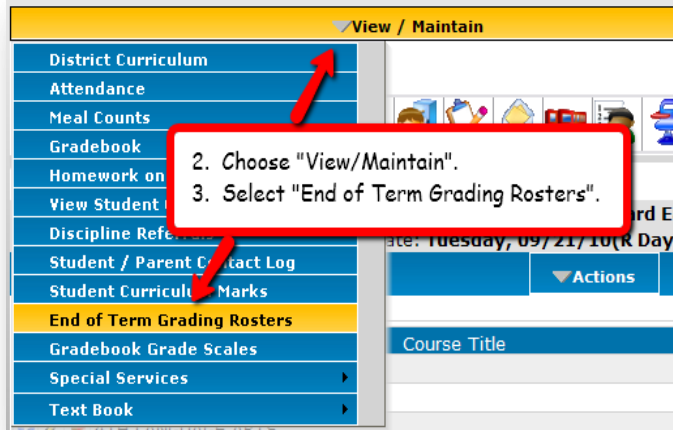 View / Maintain
District Curriculum
Attendance
Meal Counts
Gradebook
Homework on
View Student
Discipline
Student / Parent Contact Log
Student Curriculum Marks
End of Term Grading Rosters
Gradebook Grade Scales
Special Services
Text Book
2. Choose "View/Maintain".
3. Select "End of Term Grading Rosters".
Tuesday, 09/21/10(R Day
Actions
Course Title